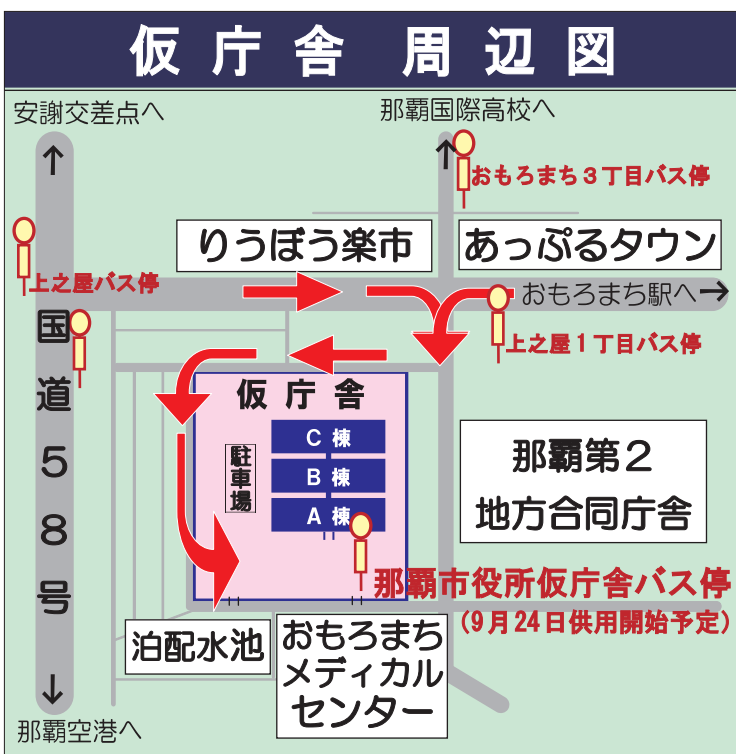 仮庁舎 周辺図
安謝交差点へ
那覇国際高校へ
おもろまち3丁目バス停
りうぼう楽市
あっぷるタウン
上之屋バス停
おもろまち駅へ
上之屋1丁目バス停
国道58号
仮庁舎
C棟
B棟
A棟
駐車場
那覇第2
地方合同庁舎
那覇市役所仮庁舎バス停
(9月24日供用開始予定)
泊配水池
おもろまち
メディカル
センター
那覇空港へ